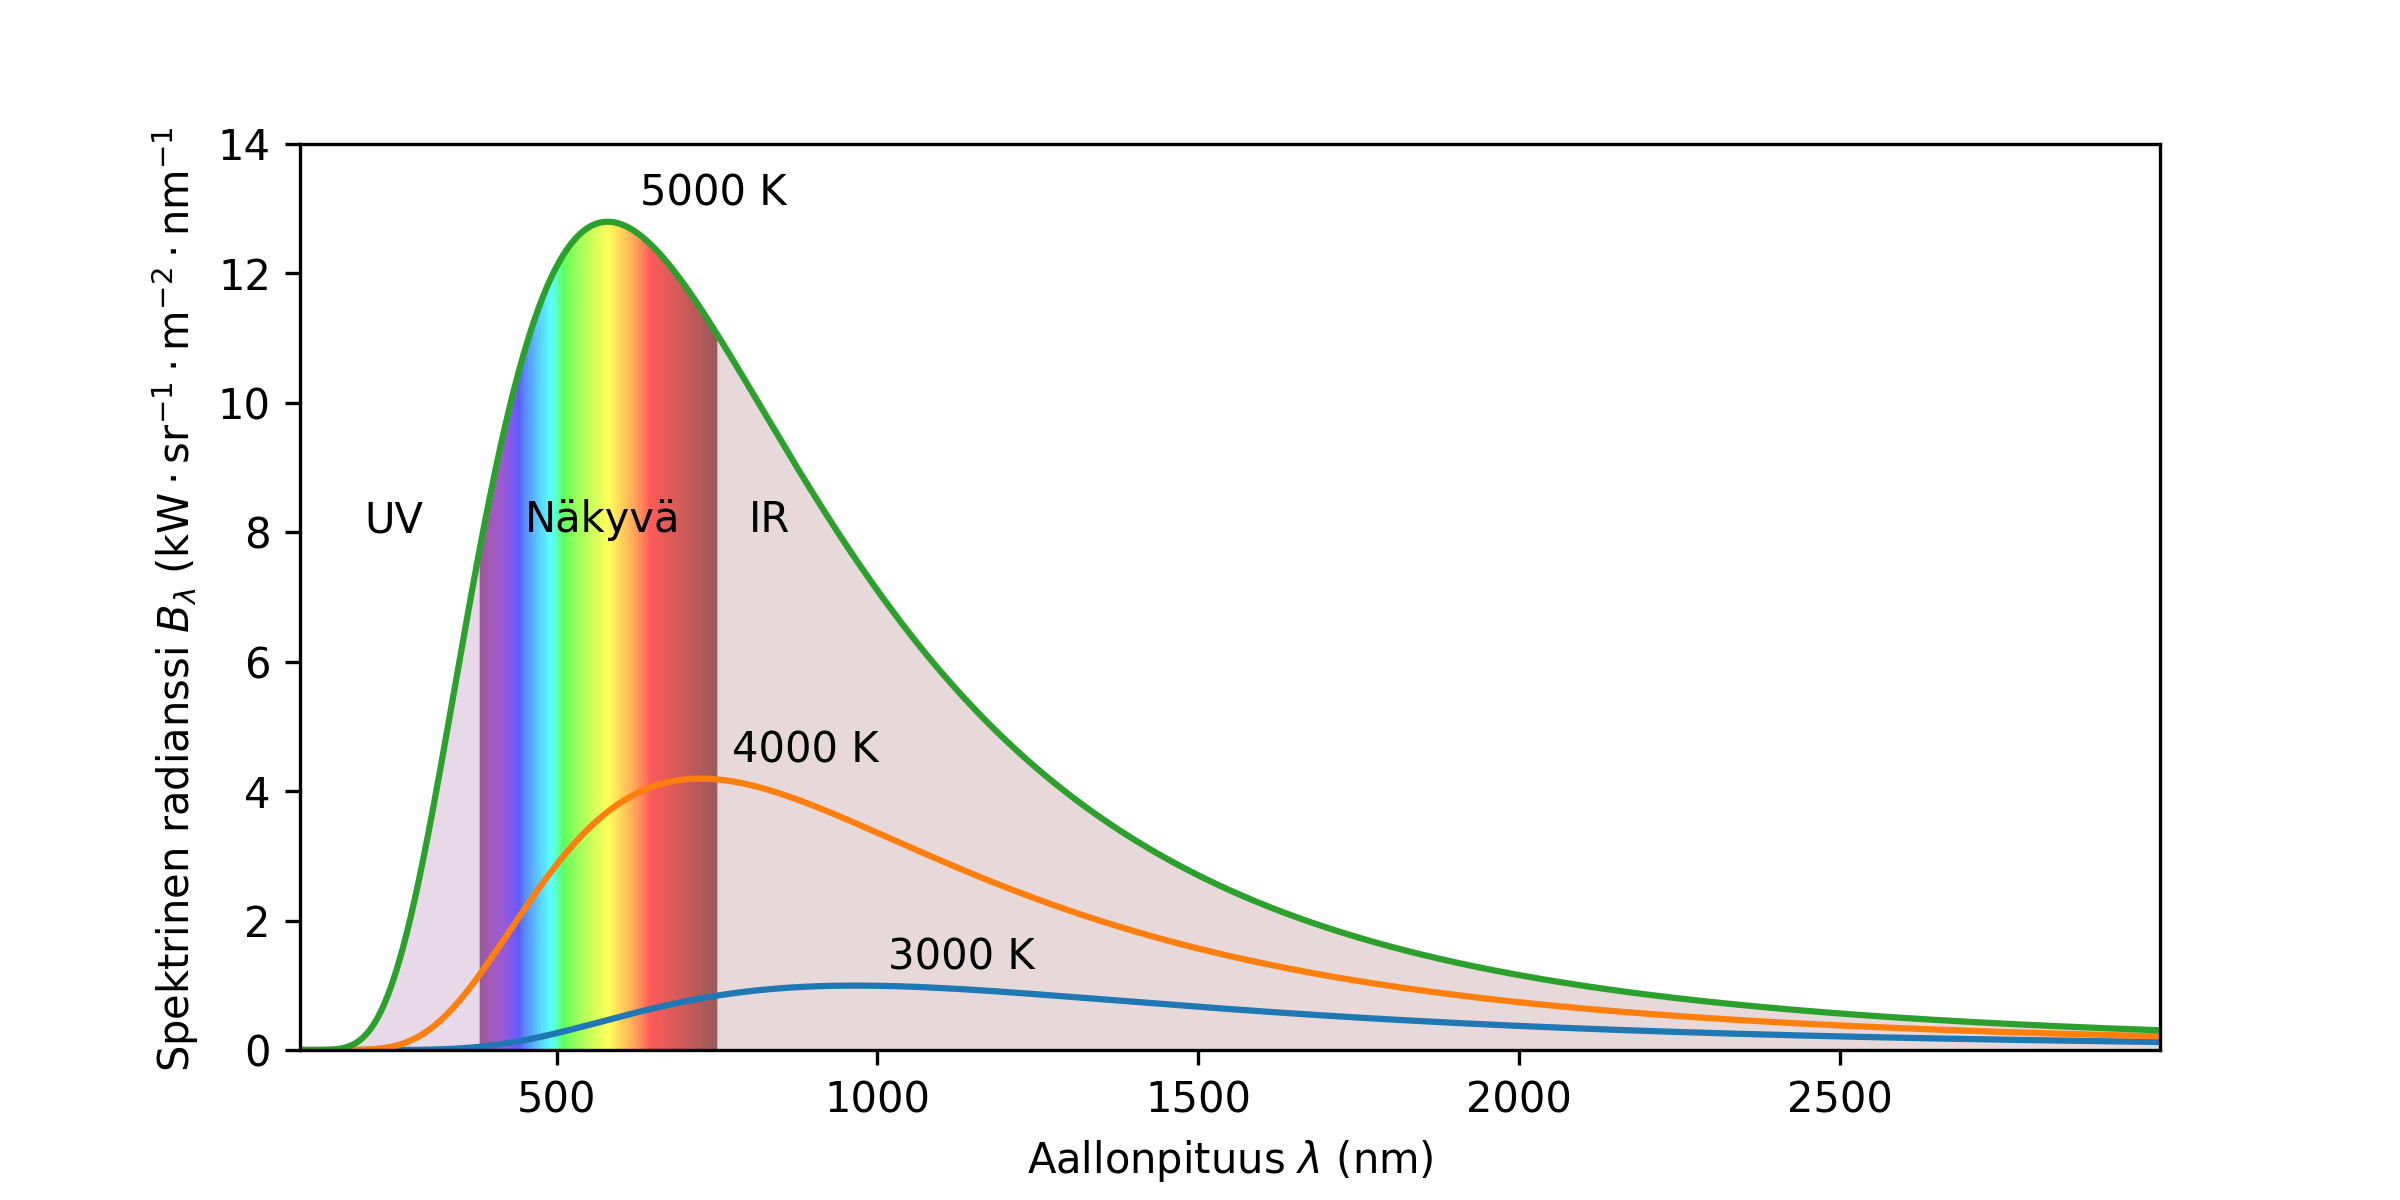 Spektrinen radianssi Bλ (kW · sr⁻¹ · m⁻² · nm⁻¹
14
12
10
8
6
4
2
0
5000 K
UV
Näkyvä
IR
4000 K
3000 K
500
1000
1500
2000
2500
Aallonpituus λ (nm)